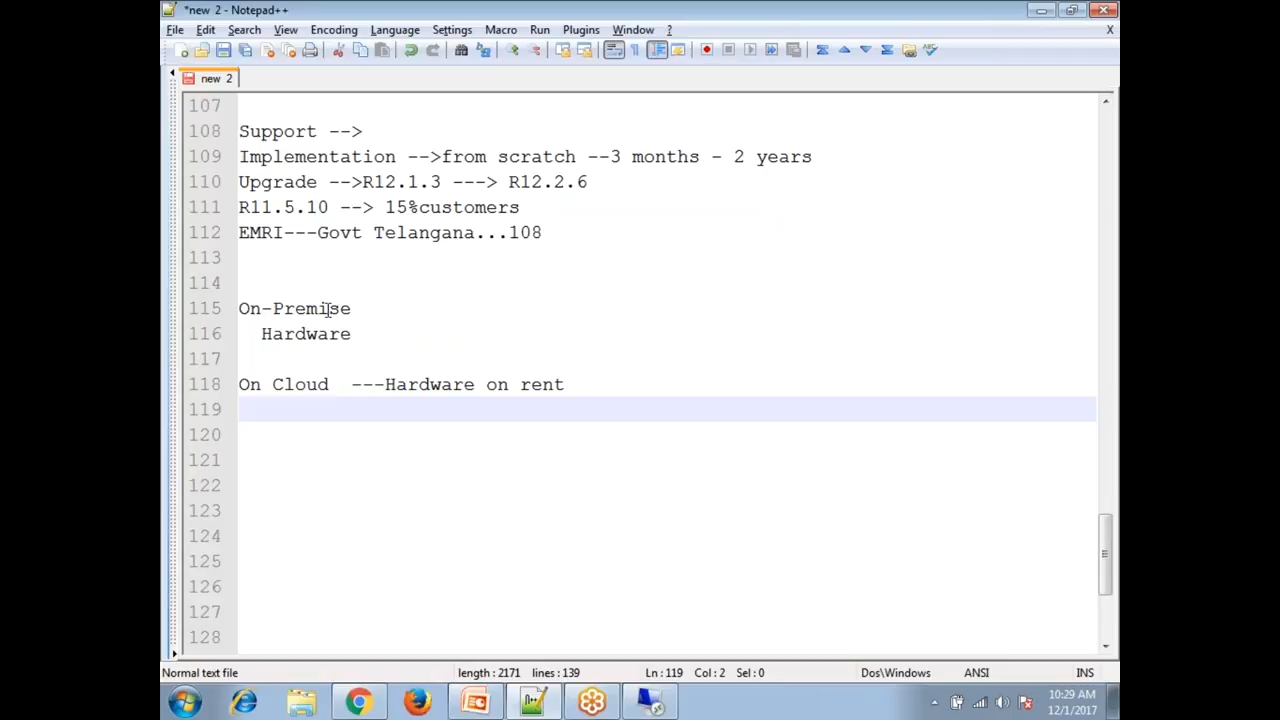 *new 2 - Notepad++
File Edit Search View Encoding Language Settings Macro Run Plugins Window ? X
new 2
107
108 Support -->
109 Implementation -->from scratch --3 months - 2 years
110 Upgrade -->R12.1.3 ---> R12.2.6
111 R11.5.10 --> 15%customers
112 EMRI---Govt Telangana...108
113
114
115 On-Premise
116 Hardware
117
118 On Cloud ---Hardware on rent
119
120
121
122
123
124
125
126
127
128
Normal text file length : 2171 lines : 139 Ln : 119 Col : 2 Sel : 0 Dos\Windows ANSI INS
10:29 AM
12/1/2017